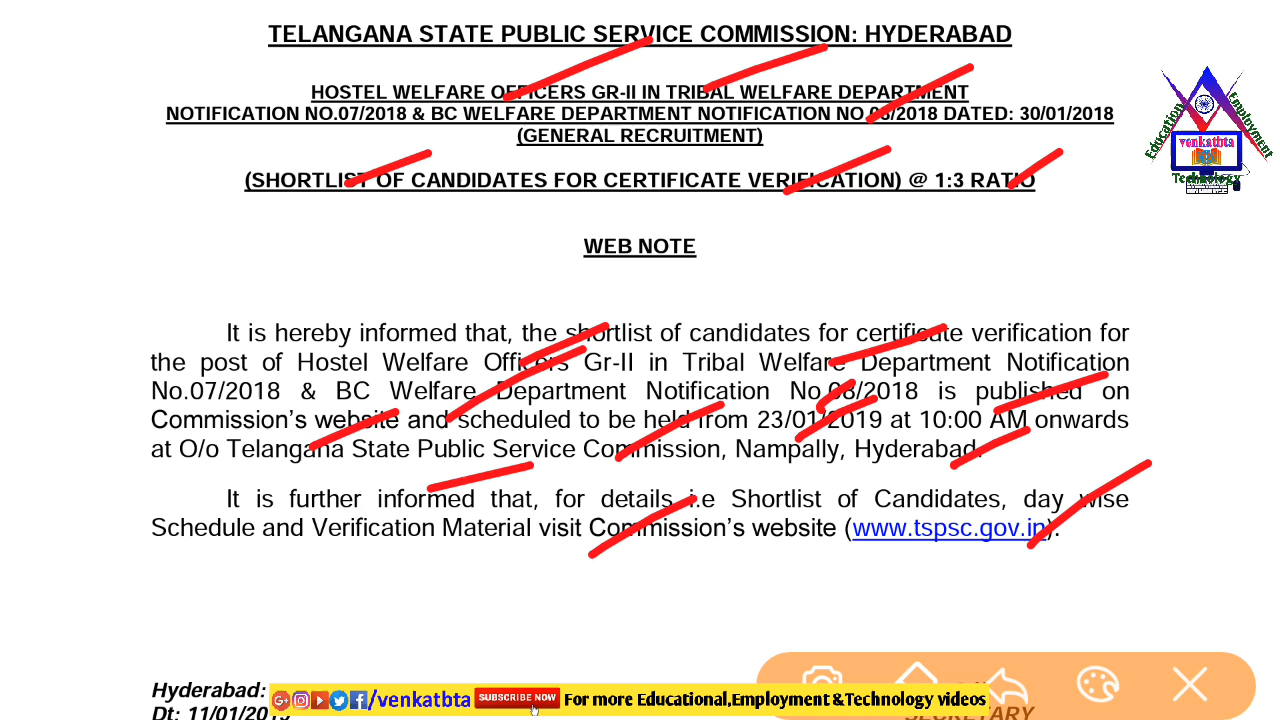 TELANGANA STATE PUBLIC SERVICE COMMISSION: HYDERABAD
HOSTEL WELFARE OFFICERS GR-II IN TRIBAL WELFARE DEPARTMENT
NOTIFICATION NO.07/2018 & BC WELFARE DEPARTMENT NOTIFICATION NO.08/2018 DATED: 30/01/2018
(GENERAL RECRUITMENT)
(SHORTLIST OF CANDIDATES FOR CERTIFICATE VERIFICATION) @ 1:3 RATIO
Education
Employment
venkatbta
Technology
WEB NOTE
It is hereby informed that, the shortlist of candidates for certificate verification for
the post of Hostel Welfare Officers Gr-II in Tribal Welfare Department Notification
No.07/2018 & BC Welfare Department Notification No.08/2018 is published on
Commission's website and scheduled to be held from 23/01/2019 at 10:00 AM onwards
at O/o Telangana State Public Service Commission, Nampally, Hyderabad.
It is further informed that, for details i.e Shortlist of Candidates, day wise
Schedule and Verification Material visit Commission's website (www.tspsc.gov.in).
Hyderabad:
Dt: 11/01/2019
SECRETARY
/venkatbta SUBSCRIBE NOW For more Educational,Employment &Technology videos